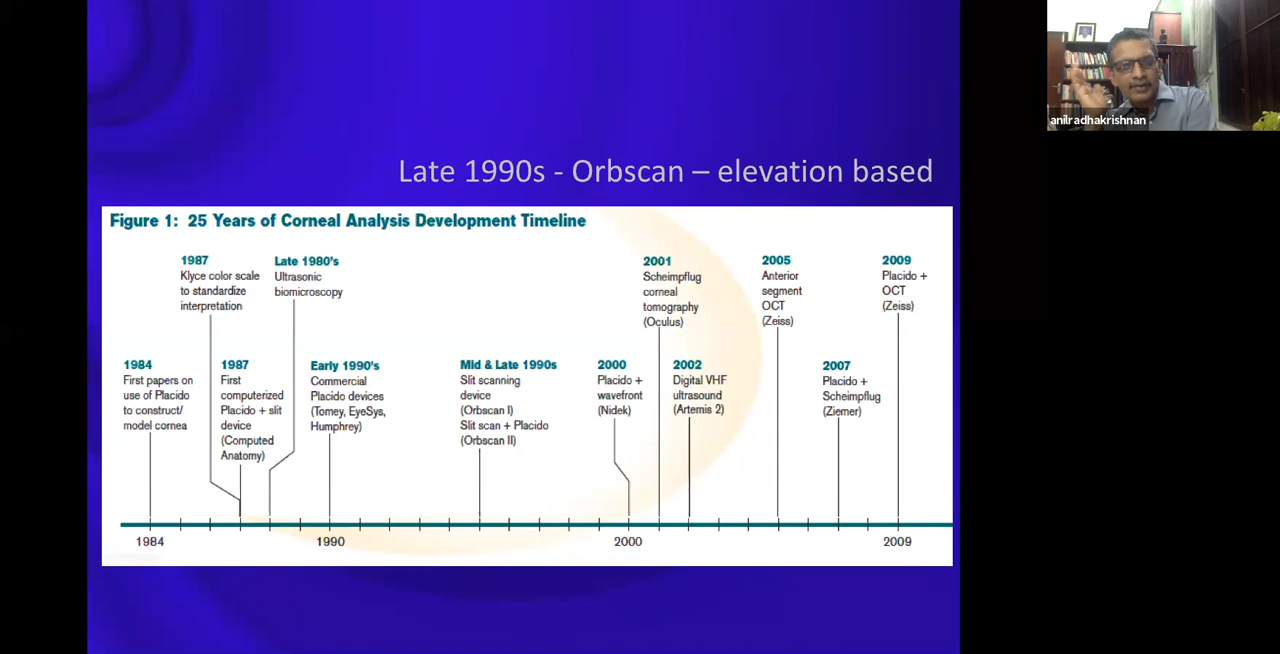 anilradhakrishnan
Late 1990s - Orbscan – elevation based
Figure 1: 25 Years of Corneal Analysis Development Timeline
1987
Klyce color scale
to standardize
interpretation
Late 1980's
Ultrasonic
biomicroscopy
2001
Scheimpflug
corneal
tomography
(Oculus)
2005
Anterior
segment
OCT
(Zeiss)
2009
Placido +
OCT
(Zeiss)
1984
First papers on
use of Placido
to construct/
model cornea
1987
First
computerized
Placido + slit
device
(Computed
Anatomy)
Early 1990's
Commercial
Placido devices
(Tomey, EyeSys,
Humphrey)
Mid & Late 1990s
Slit scanning
device
(Orbscan I)
Slit scan + Placido
(Orbscan II)
2000
Placido +
wavefront
(Nidek)
2002
Digital VHF
ultrasound
(Artemis 2)
2007
Placido +
Scheimpflug
(Ziemer)
1984
1990
2000
2009